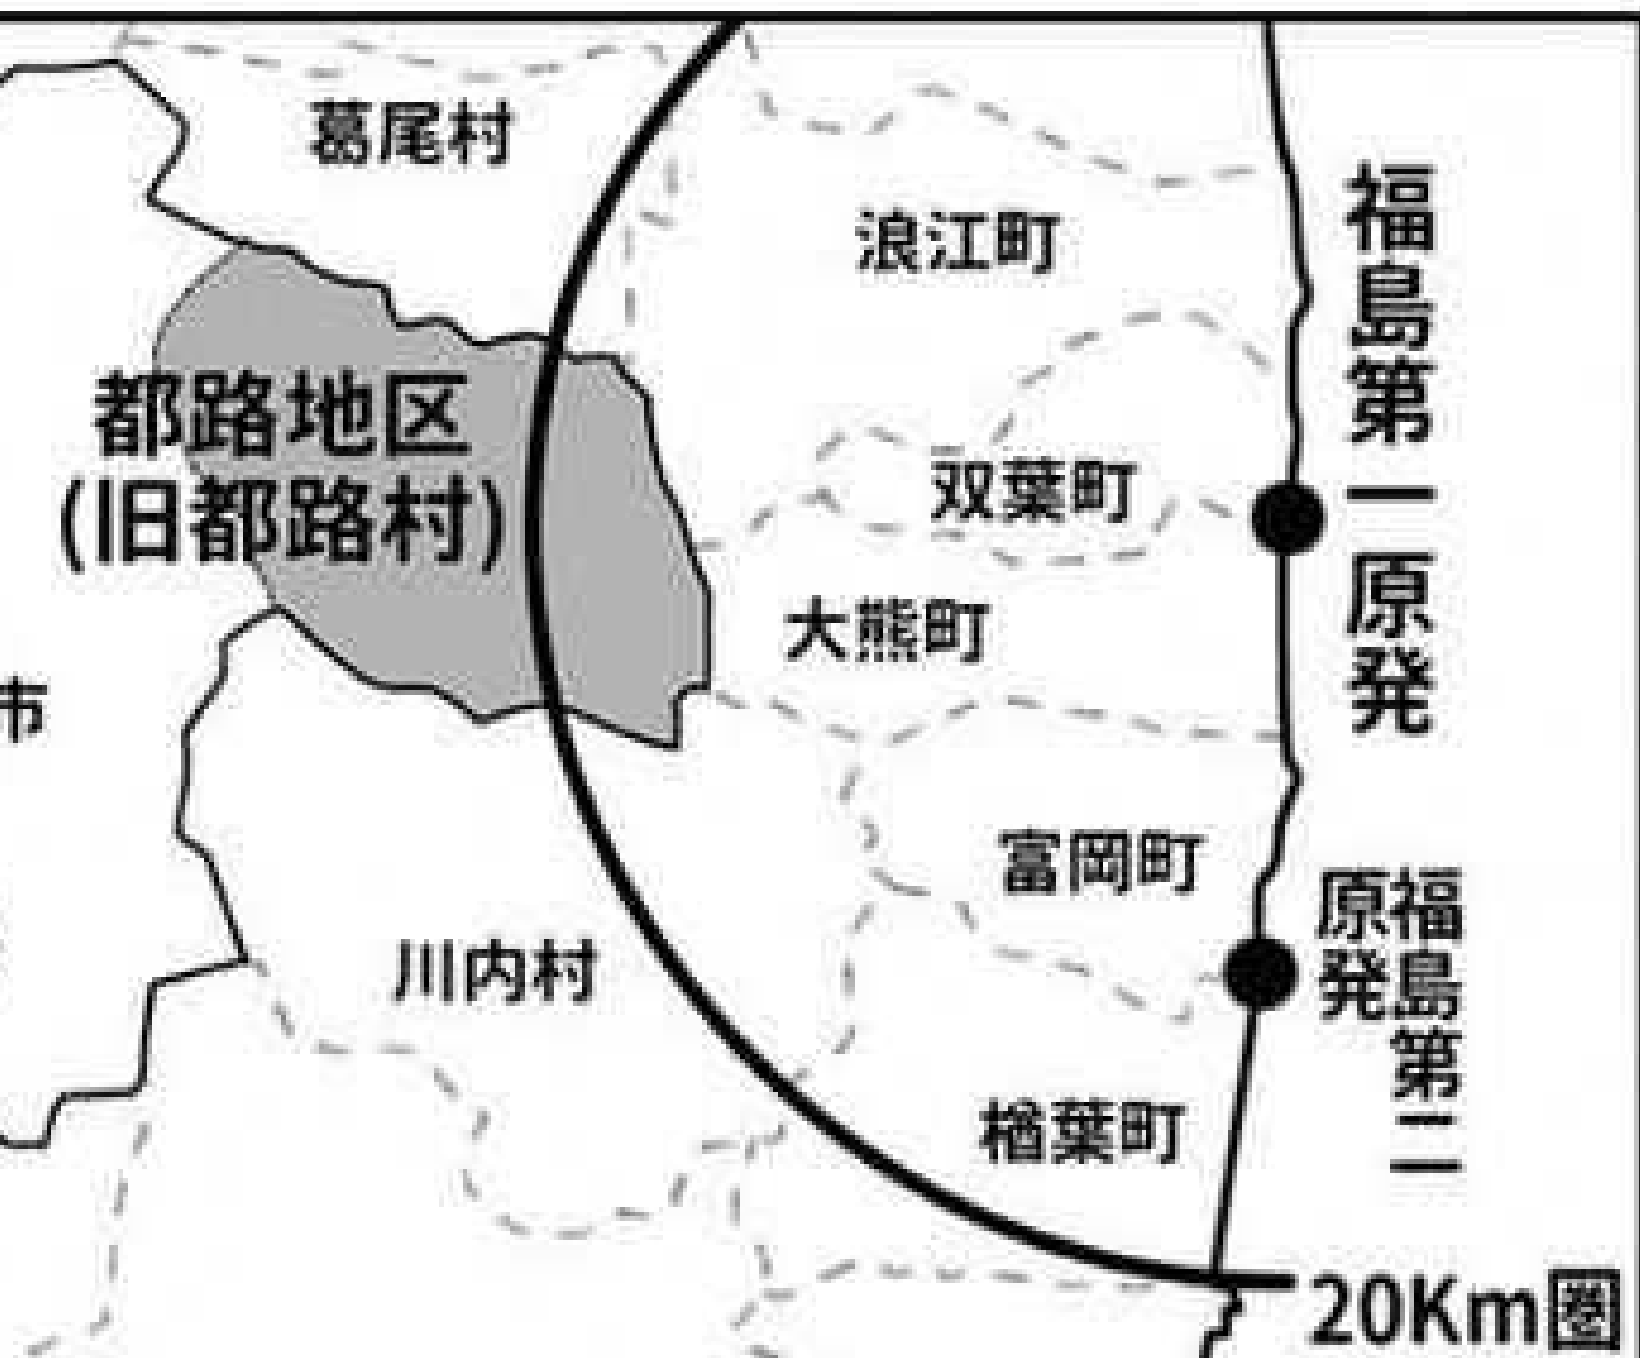 葛尾村
浪江町
福島第一原発
都路地区
(旧都路村)
双葉町
大熊町
市
富岡町
福島第二
原発
川内村
楢葉町
20Km圏